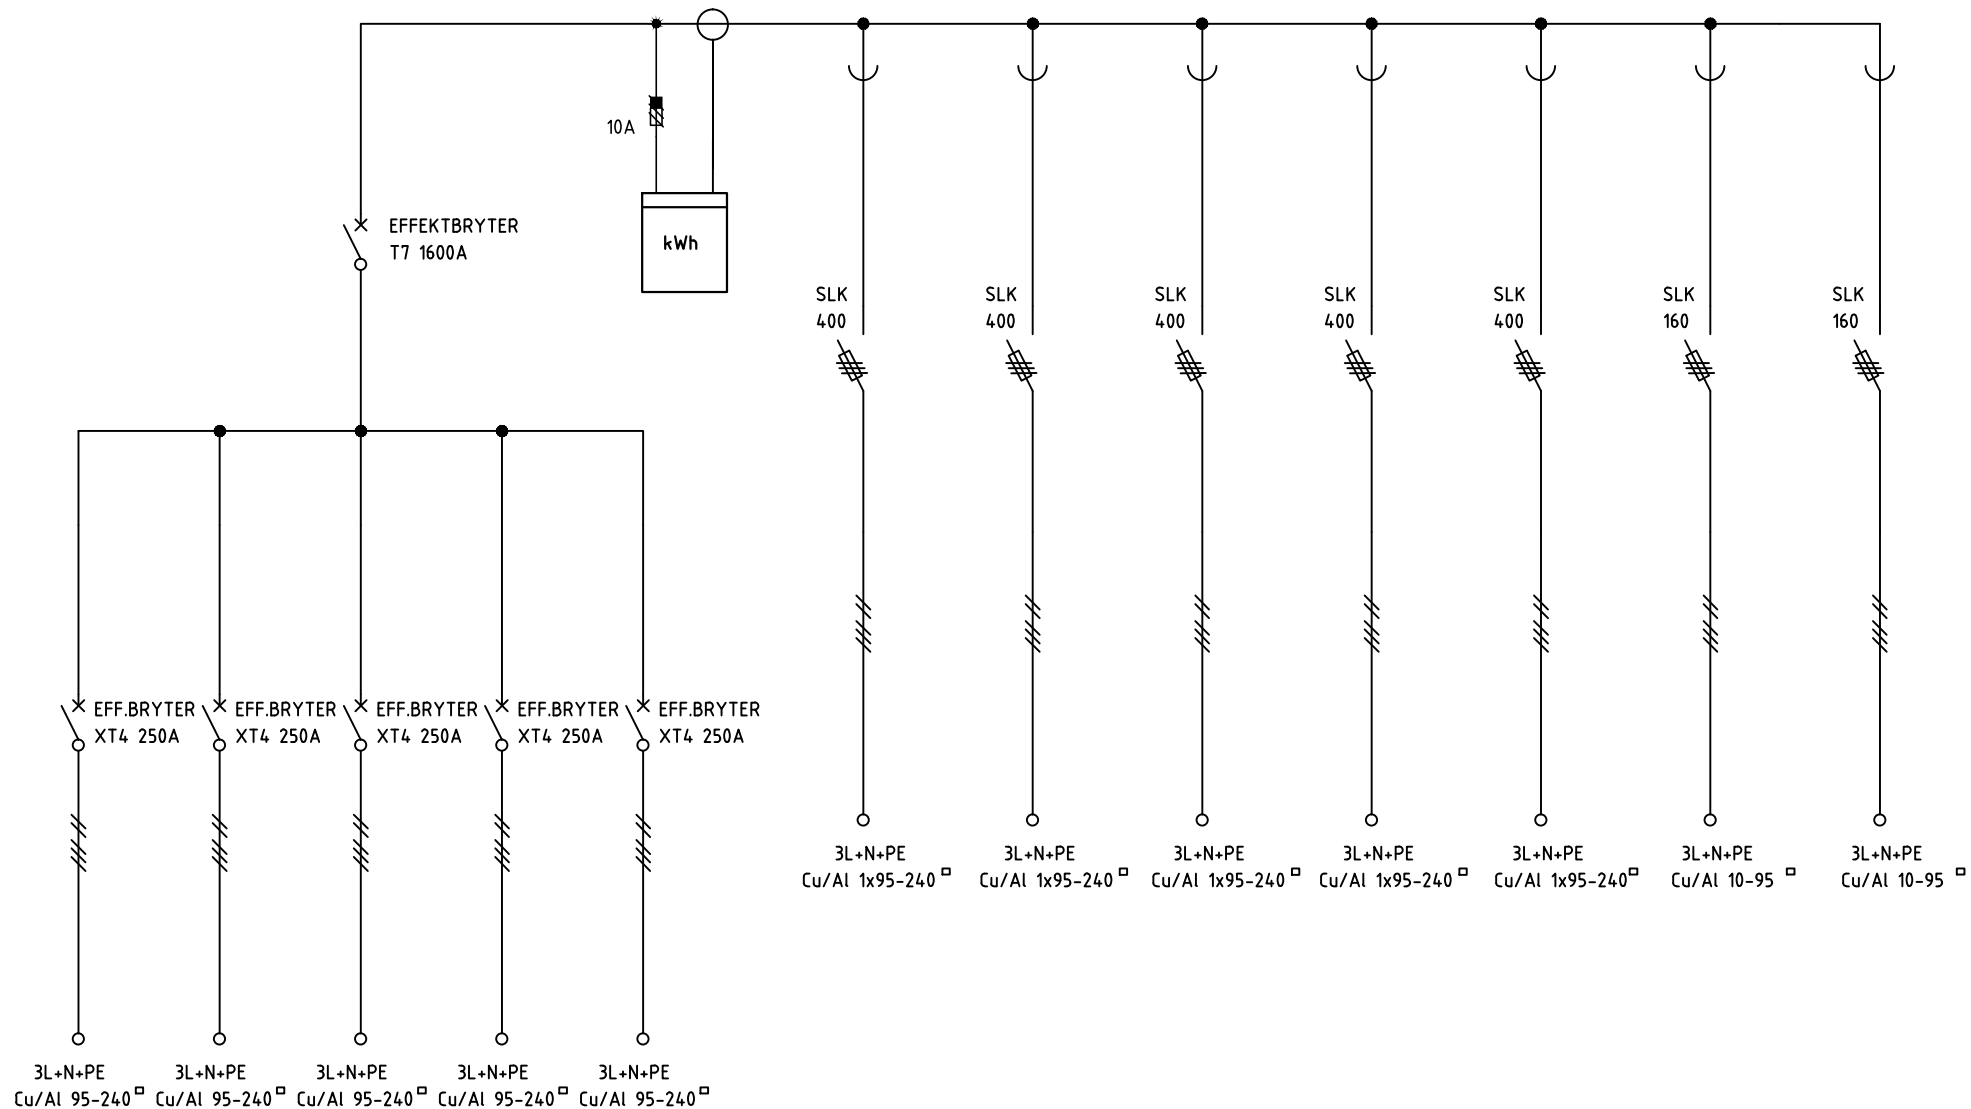 10A
EFFEKTBRYTER
T7 1600A
kWh
SLK
400
SLK
400
SLK
400
SLK
400
SLK
400
SLK
160
SLK
160
EFF.BRYTER
XT4 250A
EFF.BRYTER
XT4 250A
EFF.BRYTER
XT4 250A
EFF.BRYTER
XT4 250A
EFF.BRYTER
XT4 250A
3L+N+PE
Cu/Al 1x95-240□
3L+N+PE
Cu/Al 1x95-240□
3L+N+PE
Cu/Al 1x95-240□
3L+N+PE
Cu/Al 1x95-240□
3L+N+PE
Cu/Al 1x95-240□
3L+N+PE
Cu/Al 10-95 □
3L+N+PE
Cu/Al 10-95 □
3L+N+PE
Cu/Al 95-240□
3L+N+PE
Cu/Al 95-240□
3L+N+PE
Cu/Al 95-240□
3L+N+PE
Cu/Al 95-240□
3L+N+PE
Cu/Al 95-240□